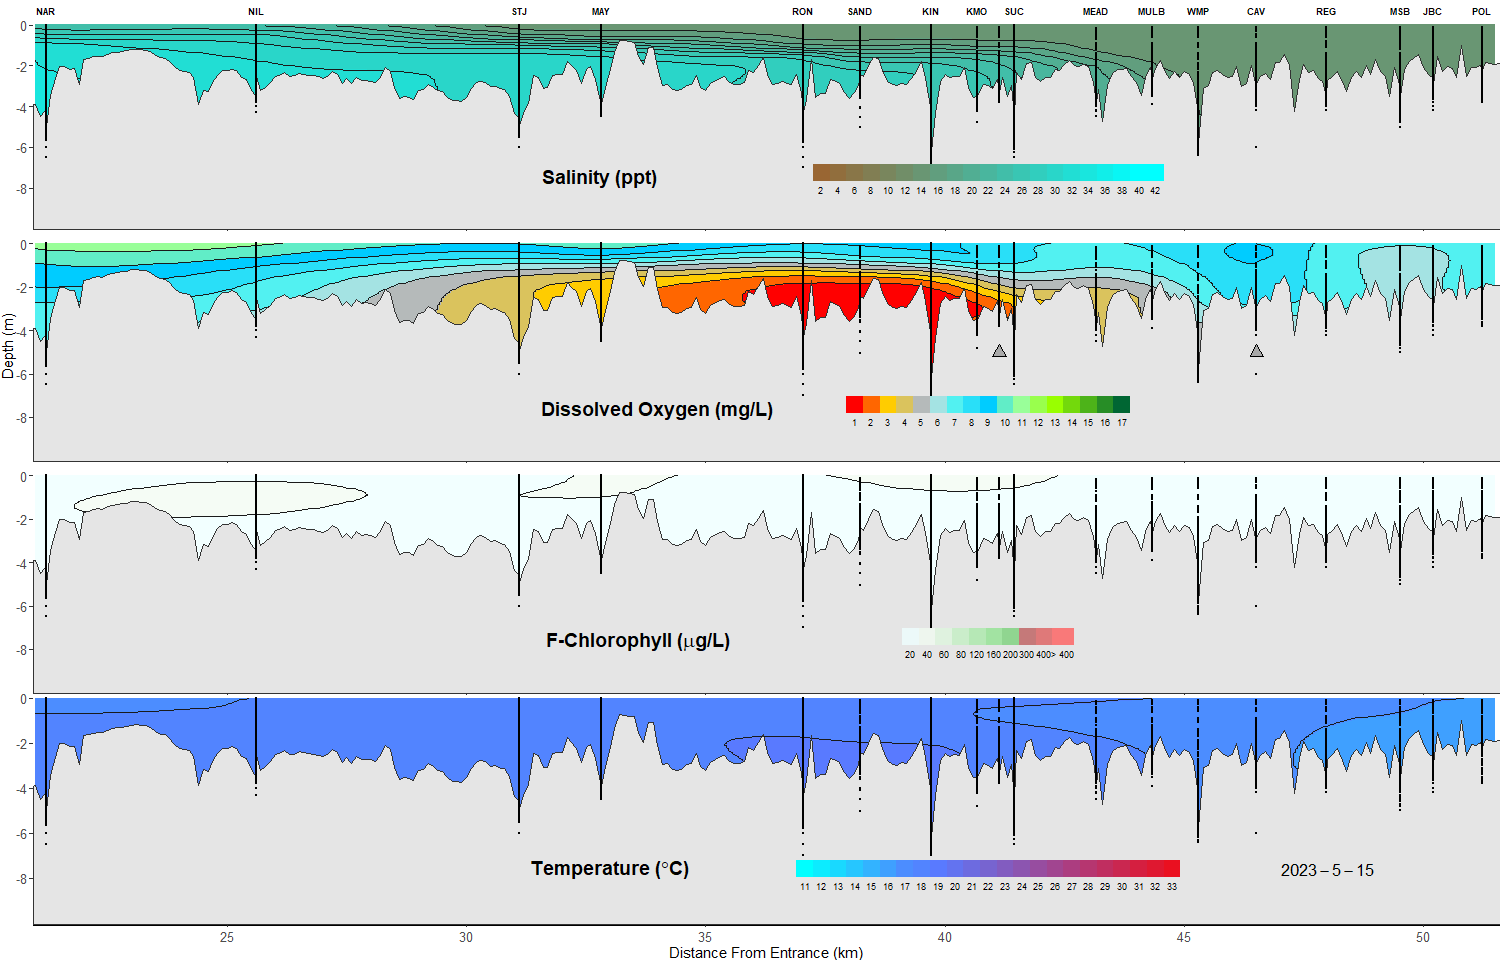 NAR NIL STJ MAY RON SAND KIN KMO SUC MEAD MULB WMP CAV REG MSB JBC POL
0
-2
-4
-6
-8
Salinity (ppt)
2 4 6 8 10 12 14 16 18 20 22 24 26 28 30 32 34 36 38 40 42
0
-2
-4
-6
-8
Depth (m)
Dissolved Oxygen (mg/L)
1 2 3 4 5 6 7 8 9 10 11 12 13 14 15 16 17
0
-2
-4
-6
-8
F-Chlorophyll (μg/L)
20 40 60 80 120 160 200 300 400 > 400
0
-2
-4
-6
-8
Temperature (°C)
11 12 13 14 15 16 17 18 19 20 21 22 23 24 25 26 27 28 29 30 31 32 33
2023 – 5 – 15
25 30 35 40 45 50
Distance From Entrance (km)